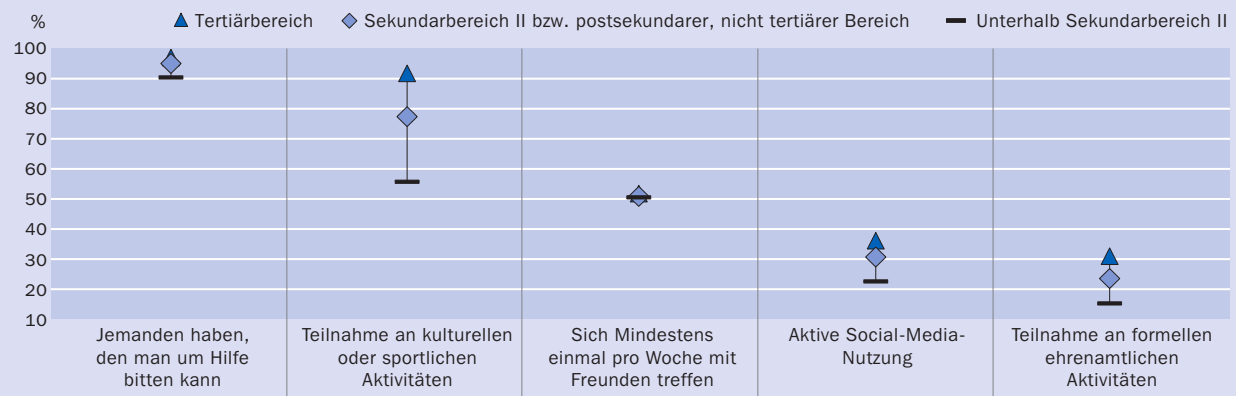 %
Tertiärbereich
Sekundarbereich II bzw. postsekundarer, nicht tertiärer Bereich
Unterhalb Sekundarbereich II
100
90
80
70
60
50
40
30
20
10
Jemanden haben,
den man um Hilfe
bitten kann
Teilnahme an kulturellen
oder sportlichen
Aktivitäten
Sich Mindestens
einmal pro Woche mit
Freunden treffen
Aktive Social-Media-
Nutzung
Teilnahme an formellen
ehrenamtlichen
Aktivitäten